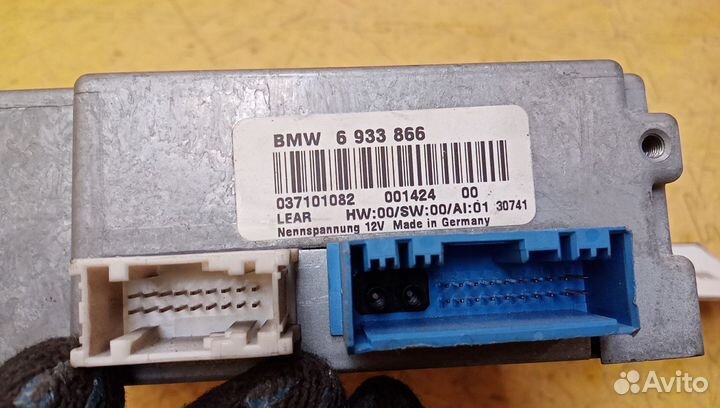 BMW 6 933 866
037101082 001424 00
LEAR HW:00/SW:00/AI:01 30741
Nennspannung 12V Made in Germany
Avito